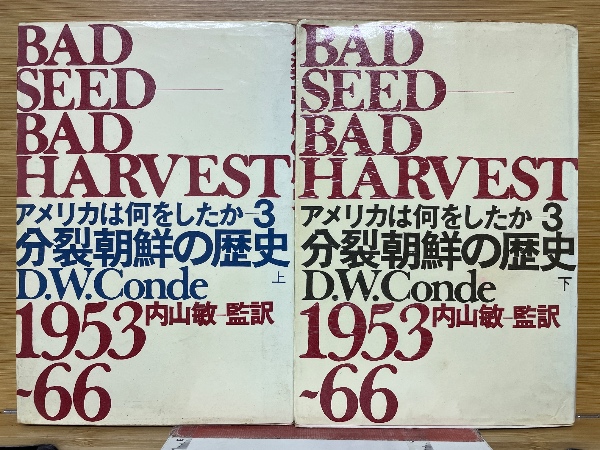 BAD
SEED—
BAD
HARVEST
アメリカは何をしたか-3
分裂朝鮮の歴史
上
D.W.Conde
1953
内山敏-監訳
-66
BAD
SEED—
BAD
HARVEST
アメリカは何をしたか-3
分裂朝鮮の歴史
下
D.W.Conde
1953
内山敏-監訳
-66